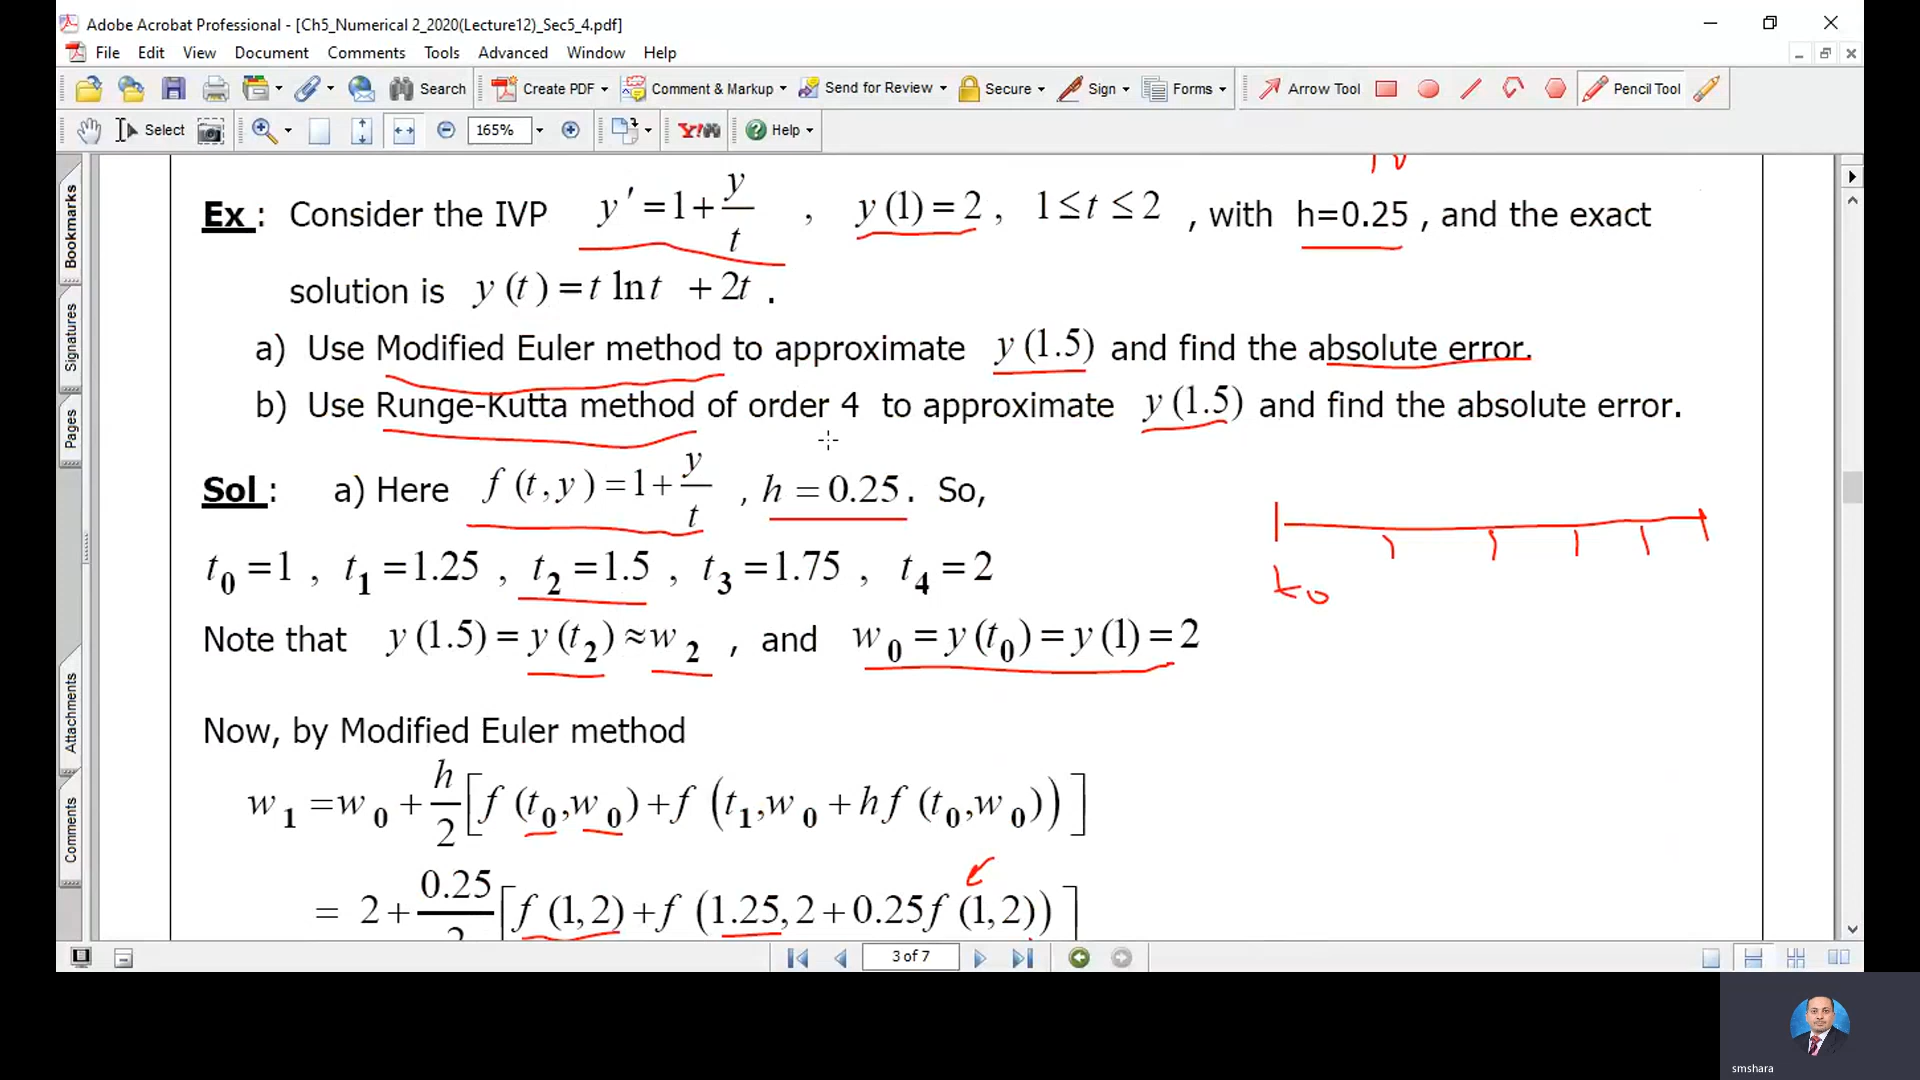 Adobe Acrobat Professional - [Ch5_Numerical 2_2020(Lecture12)_Sec5_4.pdf]
File Edit View Document Comments Tools Advanced Window Help
Search Create PDF Comment & Markup Send for Review Secure Sign Forms Arrow Tool Pencil Tool
Select 165% Y! Help
Bookmarks
Signatures
Pages
Attachments
Comments
Ex : Consider the IVP y′ = 1 + y/t , y(1) = 2 , 1 ≤ t ≤ 2 , with h=0.25 , and the exact
solution is y(t) = t ln t + 2t .
a) Use Modified Euler method to approximate y(1.5) and find the absolute error.
b) Use Runge-Kutta method of order 4 to approximate y(1.5) and find the absolute error.
Sol : a) Here f(t,y) = 1 + y/t , h = 0.25 . So,
t₀ = 1 , t₁ = 1.25 , t₂ = 1.5 , t₃ = 1.75 , t₄ = 2
t₀
Note that y(1.5) = y(t₂) ≈ w₂ , and w₀ = y(t₀) = y(1) = 2
Now, by Modified Euler method
w₁ = w₀ + h/2 [ f(t₀,w₀) + f(t₁,w₀ + h f(t₀,w₀)) ]
= 2 + 0.25/2 [ f(1,2) + f(1.25, 2 + 0.25 f(1,2)) ]
3 of 7
smshara